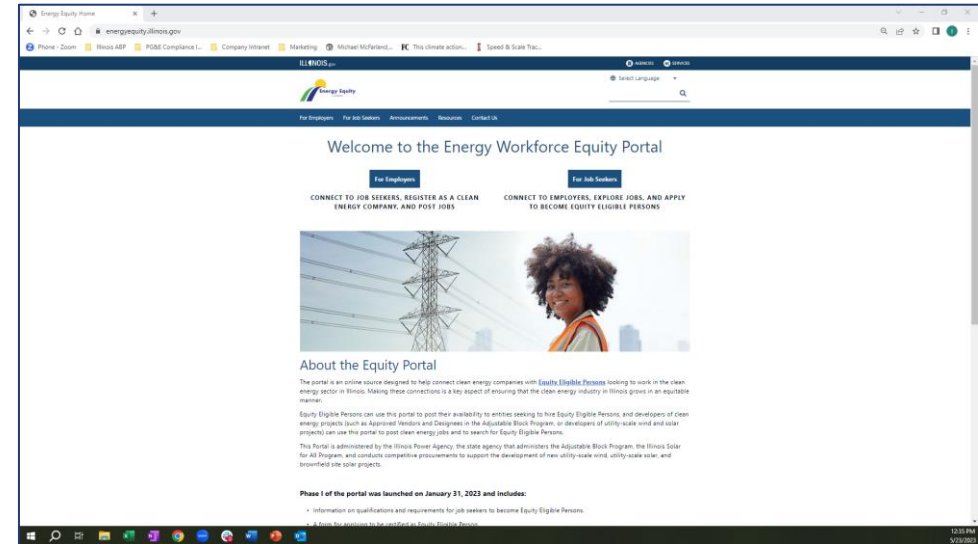 Energy Equity Home
energyequity.illinois.gov
Phone - Zoom Illinois ABP PG&E Compliance I... Company Intranet Marketing Michael McFarland,... This climate action... Speed & Scale Trac...
ILLINOIS.gov AGENCIES SERVICES
Select Language
Energy Equity
For Employers For Job Seekers Announcements Resources Contact Us
Welcome to the Energy Workforce Equity Portal
For Employers For Job Seekers
CONNECT TO JOB SEEKERS, REGISTER AS A CLEAN CONNECT TO EMPLOYERS, EXPLORE JOBS, AND APPLY
ENERGY COMPANY, AND POST JOBS TO BECOME EQUITY ELIGIBLE PERSONS
About the Equity Portal
The portal is an online source designed to help connect clean energy companies with Equity Eligible Persons looking to work in the clean
energy sector in Illinois. Making these connections is a key aspect of ensuring that the clean energy industry in Illinois grows in an equitable
manner.
Equity Eligible Persons can use this portal to post their availability to entities seeking to hire Equity Eligible Persons, and developers of clean
energy projects (such as Approved Vendors and Designees in the Adjustable Block Program, or developers of utility-scale wind and solar
projects) can use this portal to post clean energy jobs and to search for Equity Eligible Persons.
This Portal is administered by the Illinois Power Agency, the state agency that administers the Adjustable Block Program, the Illinois Solar
for All Program, and conducts competitive procurements to support the development of new utility-scale wind, utility-scale solar, and
brownfield site solar projects.
Phase I of the portal was launched on January 31, 2023 and includes:
• Information on qualifications and requirements for job seekers to become Equity Eligible Persons.
• A form for applying to be certified as Equity Eligible Person
12:35 PM
5/23/2023